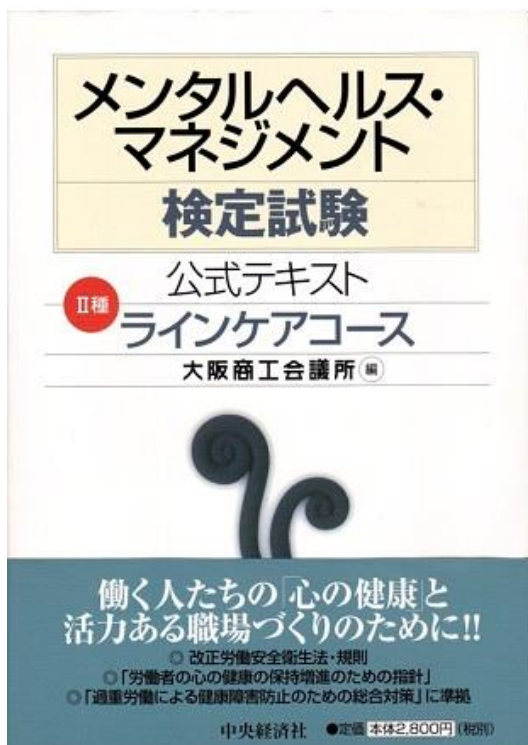 メンタルヘルス・
マネジメント
検定試験
公式テキスト
II種
ラインケアコース
大阪商工会議所 編
働く人たちの「心の健康」と
活力ある職場づくりのために!!
◎ 改正労働安全衛生法・規則
◎「労働者の心の健康の保持増進のための指針」
◎「過重労働による健康障害防止のための総合対策」に準拠
中央経済社 ●定価 本体2,800円(税別)